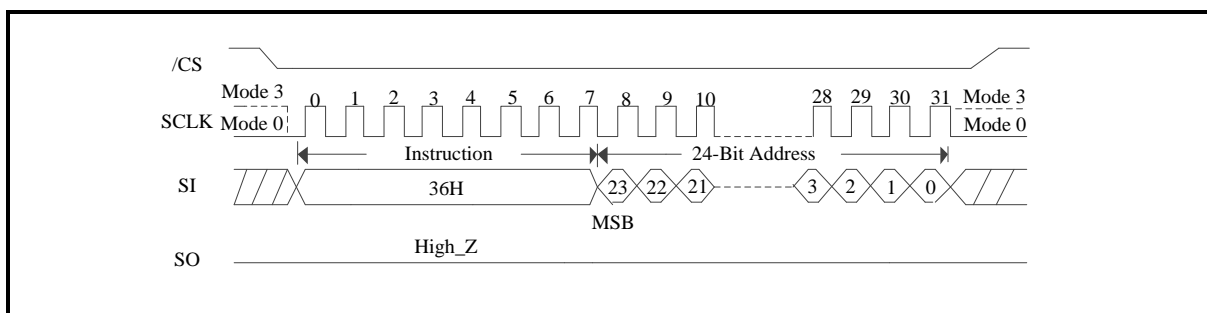 /CS
Mode 3
0 1 2 3 4 5 6 7 8 9 10 28 29 30 31
Mode 3
SCLK
Mode 0
Mode 0
Instruction
24-Bit Address
SI
36H
23 22 21 3 2 1 0
MSB
High_Z
SO